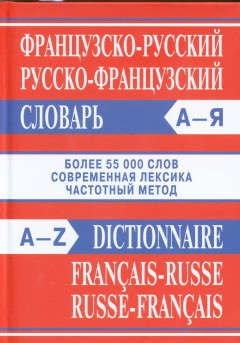 ФРАНЦУЗСКО-РУССКИЙ
РУССКО-ФРАНЦУЗСКИЙ
СЛОВАРЬ А–Я
БОЛЕЕ 55 000 СЛОВ
СОВРЕМЕННАЯ ЛЕКСИКА
ЧАСТОТНЫЙ МЕТОД
A–Z DICTIONNAIRE
FRANÇAIS-RUSSE
RUSSE-FRANÇAIS